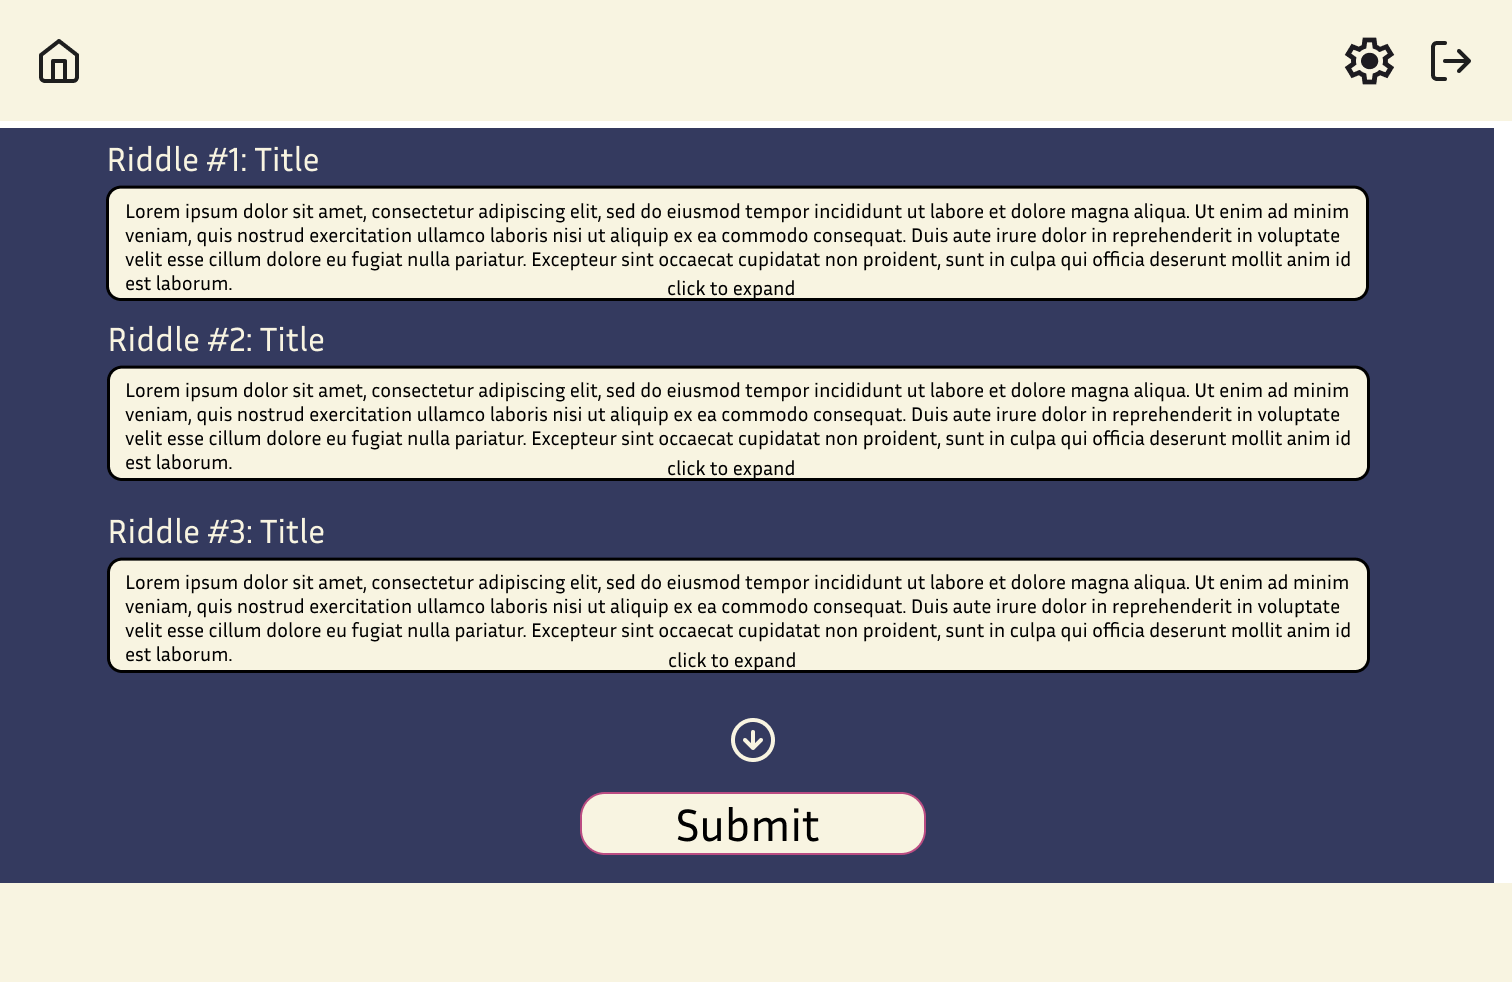 Riddle #1: Title
Lorem ipsum dolor sit amet, consectetur adipiscing elit, sed do eiusmod tempor incididunt ut labore et dolore magna aliqua. Ut enim ad minim
veniam, quis nostrud exercitation ullamco laboris nisi ut aliquip ex ea commodo consequat. Duis aute irure dolor in reprehenderit in voluptate
velit esse cillum dolore eu fugiat nulla pariatur. Excepteur sint occaecat cupidatat non proident, sunt in culpa qui officia deserunt mollit anim id
est laborum.
click to expand
Riddle #2: Title
Lorem ipsum dolor sit amet, consectetur adipiscing elit, sed do eiusmod tempor incididunt ut labore et dolore magna aliqua. Ut enim ad minim
veniam, quis nostrud exercitation ullamco laboris nisi ut aliquip ex ea commodo consequat. Duis aute irure dolor in reprehenderit in voluptate
velit esse cillum dolore eu fugiat nulla pariatur. Excepteur sint occaecat cupidatat non proident, sunt in culpa qui officia deserunt mollit anim id
est laborum.
click to expand
Riddle #3: Title
Lorem ipsum dolor sit amet, consectetur adipiscing elit, sed do eiusmod tempor incididunt ut labore et dolore magna aliqua. Ut enim ad minim
veniam, quis nostrud exercitation ullamco laboris nisi ut aliquip ex ea commodo consequat. Duis aute irure dolor in reprehenderit in voluptate
velit esse cillum dolore eu fugiat nulla pariatur. Excepteur sint occaecat cupidatat non proident, sunt in culpa qui officia deserunt mollit anim id
est laborum.
click to expand
Submit